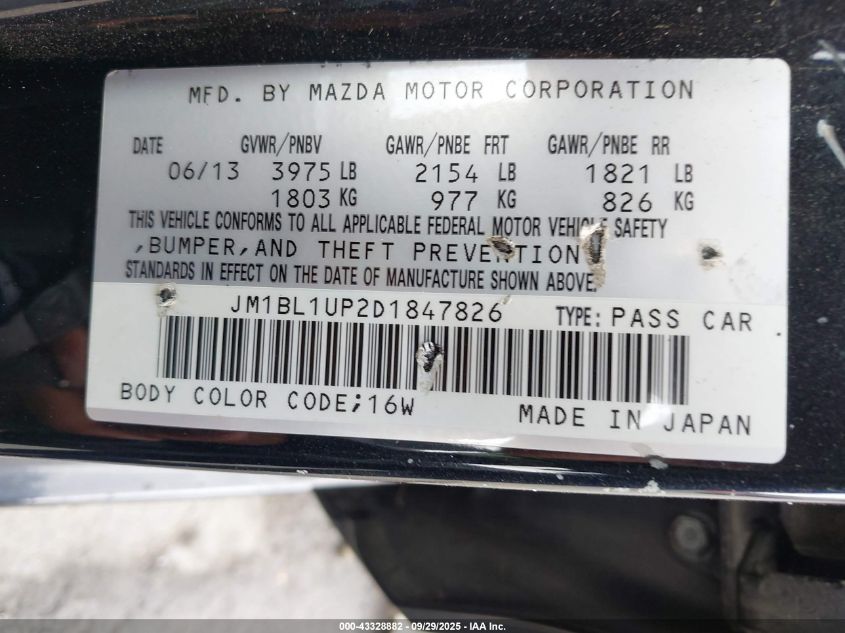 MFD. BY MAZDA MOTOR CORPORATION
DATE GVWR/PNBV GAWR/PNBE FRT GAWR/PNBE RR
06/13 3975 LB 2154 LB 1821 LB
1803 KG 977 KG 826 KG
THIS VEHICLE CONFORMS TO ALL APPLICABLE FEDERAL MOTOR VEHICLE SAFETY
,BUMPER,AND THEFT PREVENTION
STANDARDS IN EFFECT ON THE DATE OF MANUFACTURE SHOWN ABOVE.
JM1BL1UP2D1847826 TYPE: PASS CAR
BODY COLOR CODE;16W MADE IN JAPAN
000-43328882 - 09/29/2025 - IAA Inc.